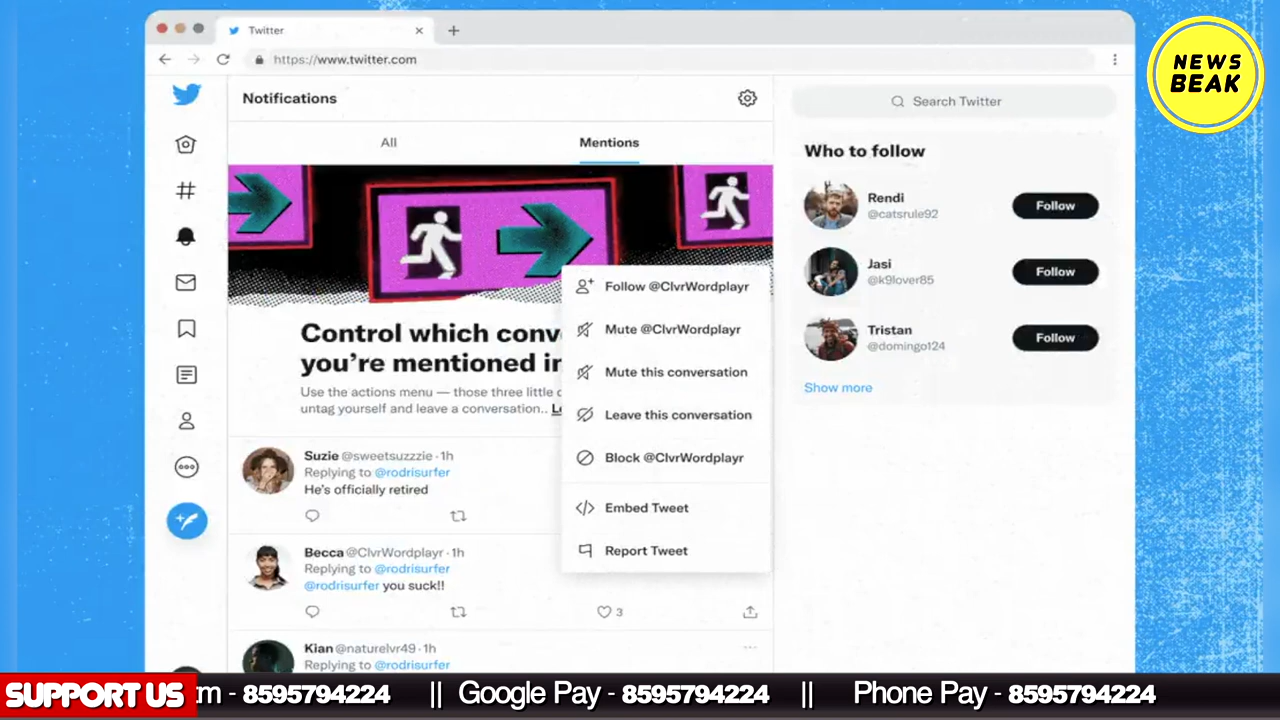 Twitter
https://www.twitter.com
NEWS
BEAK
Notifications
Search Twitter
All
Mentions
Who to follow
Rendi
@catsrule92
Follow
Jasi
@k9lover85
Follow
Tristan
@domingo124
Follow
Show more
Control which conv
you're mentioned in
Use the actions menu — those three little
untag yourself and leave a conversation..
Follow @ClvrWordplayr
Mute @ClvrWordplayr
Mute this conversation
Leave this conversation
Block @ClvrWordplayr
Embed Tweet
Report Tweet
Suzie @sweetsuzzzie · 1h
Replying to @rodrisurfer
He's officially retired
Becca @ClvrWordplayr · 1h
Replying to @rodrisurfer
@rodrisurfer you suck!!
3
Kian @naturelvr49 · 1h
Replying to @rodrisurfer
SUPPORT US
m - 8595794224 || Google Pay - 8595794224 || Phone Pay - 8595794224